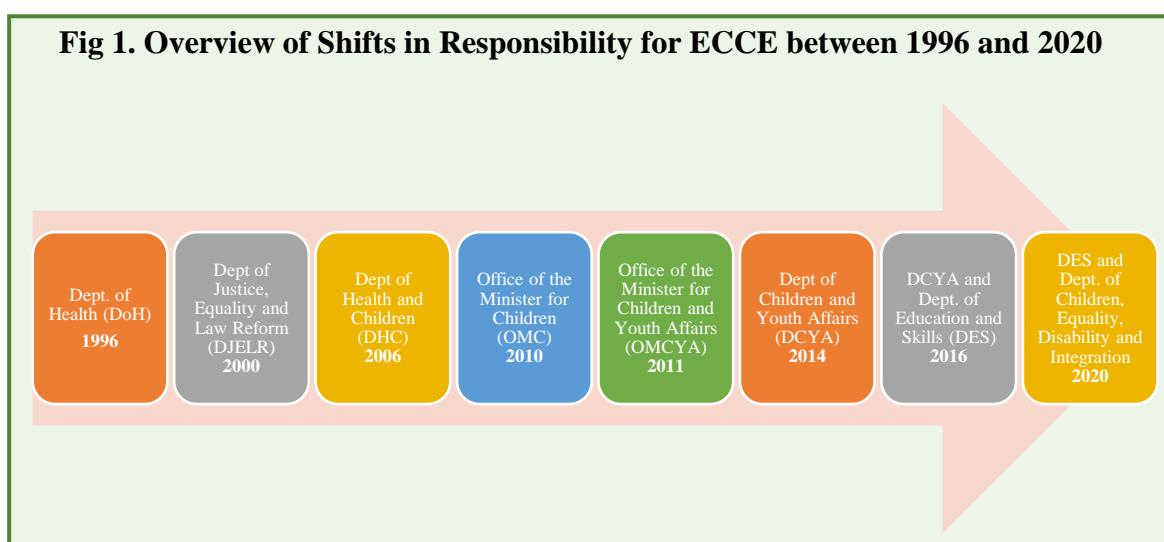 Fig 1. Overview of Shifts in Responsibility for ECCE between 1996 and 2020
Dept. of
Health (DoH)
1996
Dept of
Justice,
Equality and
Law Reform
(DJELR)
2000
Dept of
Health and
Children
(DHC)
2006
Office of the
Minister for
Children
(OMC)
2010
Office of the
Minister for
Children and
Youth Affairs
(OMCYA)
2011
Dept of
Children and
Youth Affairs
(DCYA)
2014
DCYA and
Dept. of
Education and
Skills (DES)
2016
DES and
Dept. of
Children,
Equality,
Disability and
Integration
2020